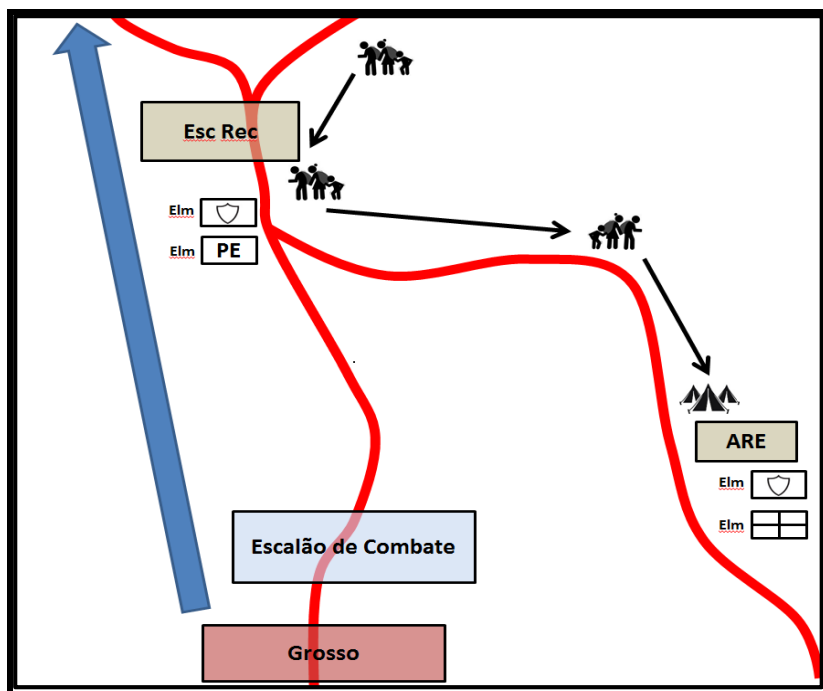 Esc Rec
Elm
Elm PE
ARE
Elm
Elm
Escalão de Combate
Grosso